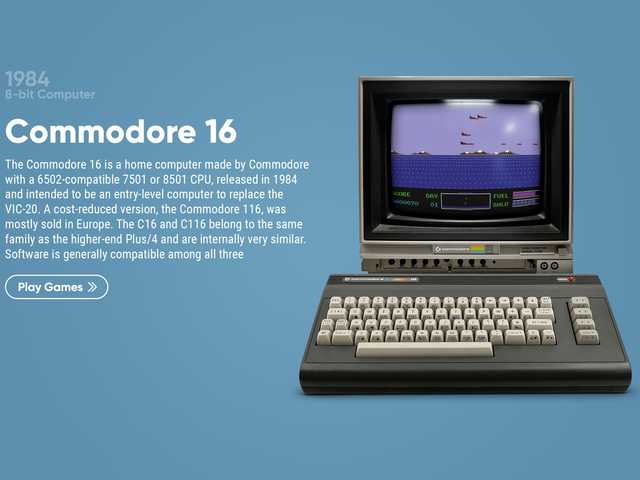 1984
8-bit Computer
Commodore 16
The Commodore 16 is a home computer made by Commodore
with a 6502-compatible 7501 or 8501 CPU, released in 1984
and intended to be an entry-level computer to replace the
VIC-20. A cost-reduced version, the Commodore 116, was
mostly sold in Europe. The C16 and C116 belong to the same
family as the higher-end Plus/4 and are internally very similar.
Software is generally compatible among all three
Play Games
SCORE DAY FUEL
000070 01 SHLD
commodore
commodore 16